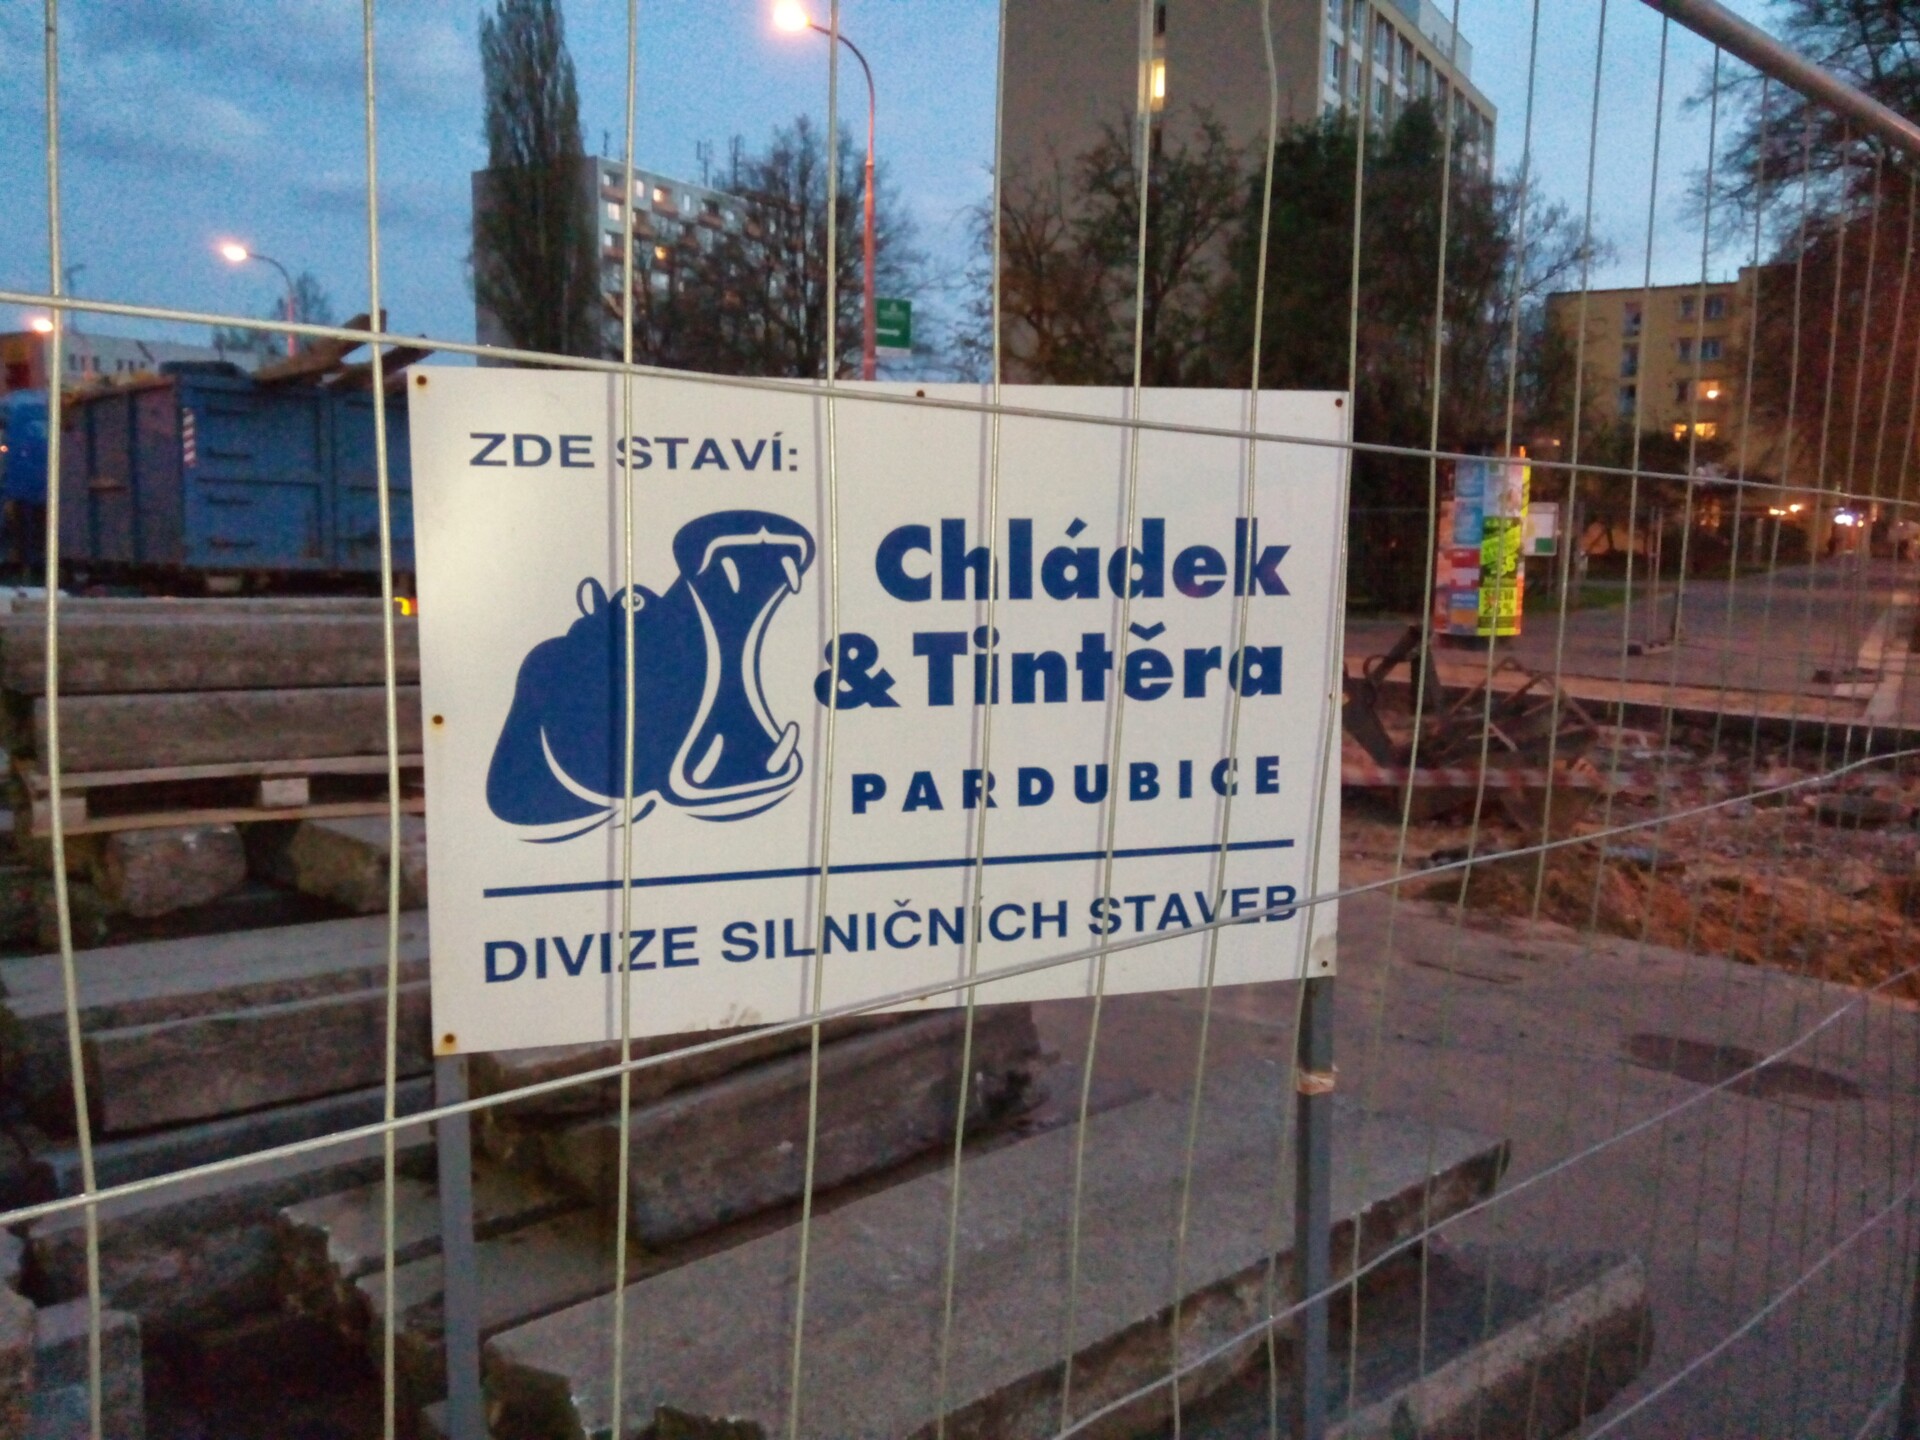 ZDE STAVÍ:
Chládek
& Tintěra
PARDUBICE
DIVIZE SILNIČNÍCH STAVEB